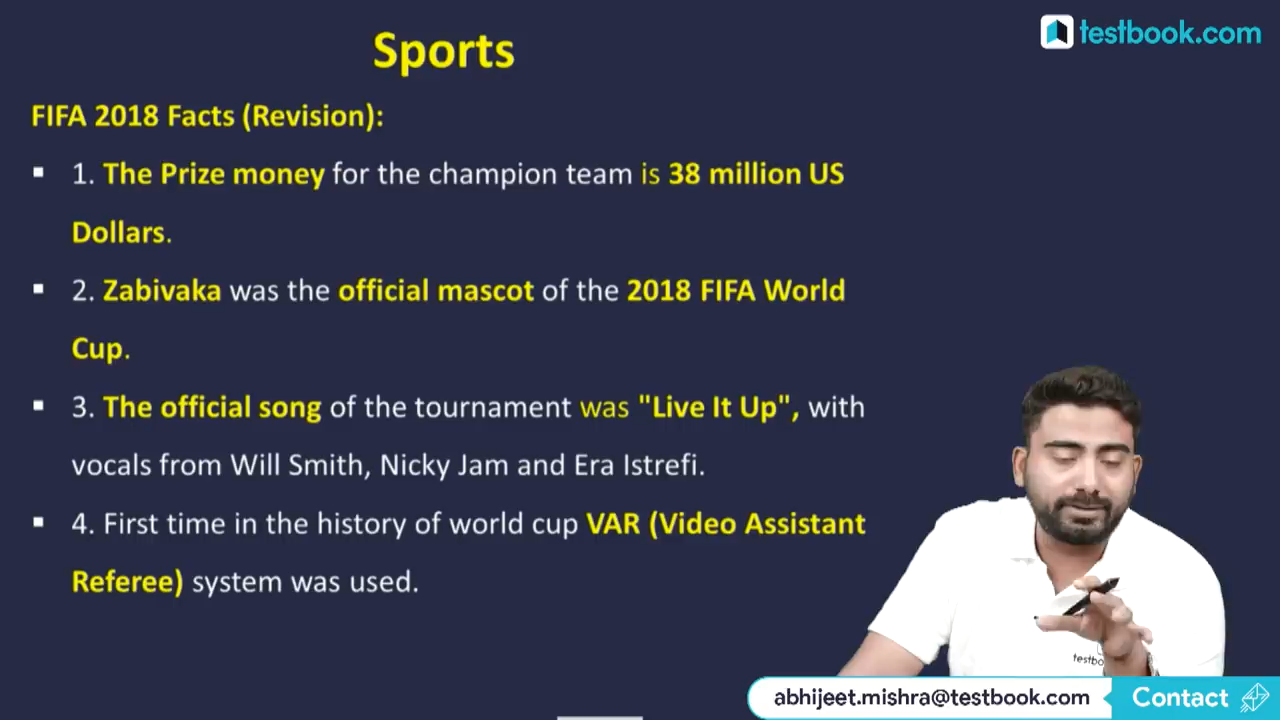 Sports
testbook.com
FIFA 2018 Facts (Revision):
▪ 1. The Prize money for the champion team is 38 million US
Dollars.
▪ 2. Zabivaka was the official mascot of the 2018 FIFA World
Cup.
▪ 3. The official song of the tournament was "Live It Up", with
vocals from Will Smith, Nicky Jam and Era Istrefi.
▪ 4. First time in the history of world cup VAR (Video Assistant
Referee) system was used.
testbo
abhijeet.mishra@testbook.com Contact